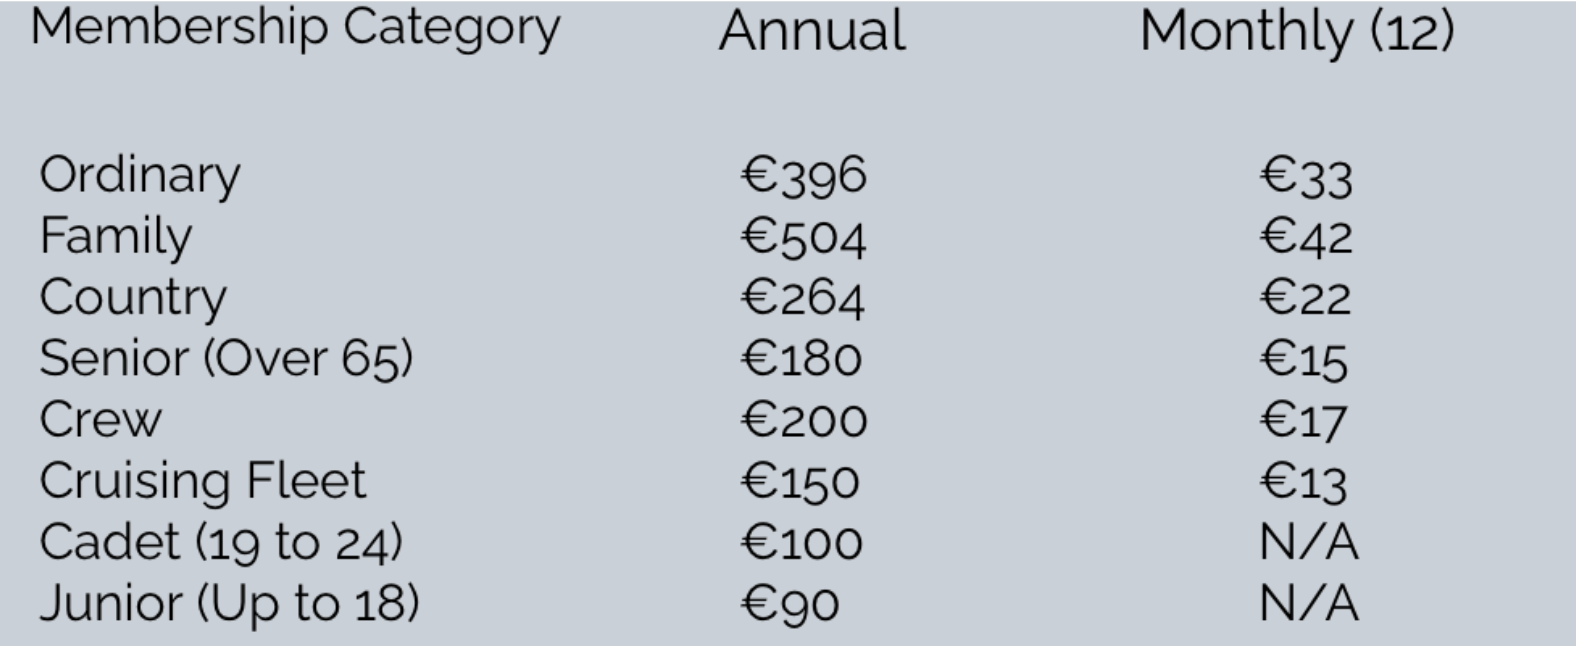 Membership Category Annual Monthly (12)
Ordinary €396 €33
Family €504 €42
Country €264 €22
Senior (Over 65) €180 €15
Crew €200 €17
Cruising Fleet €150 €13
Cadet (19 to 24) €100 N/A
Junior (Up to 18) €90 N/A